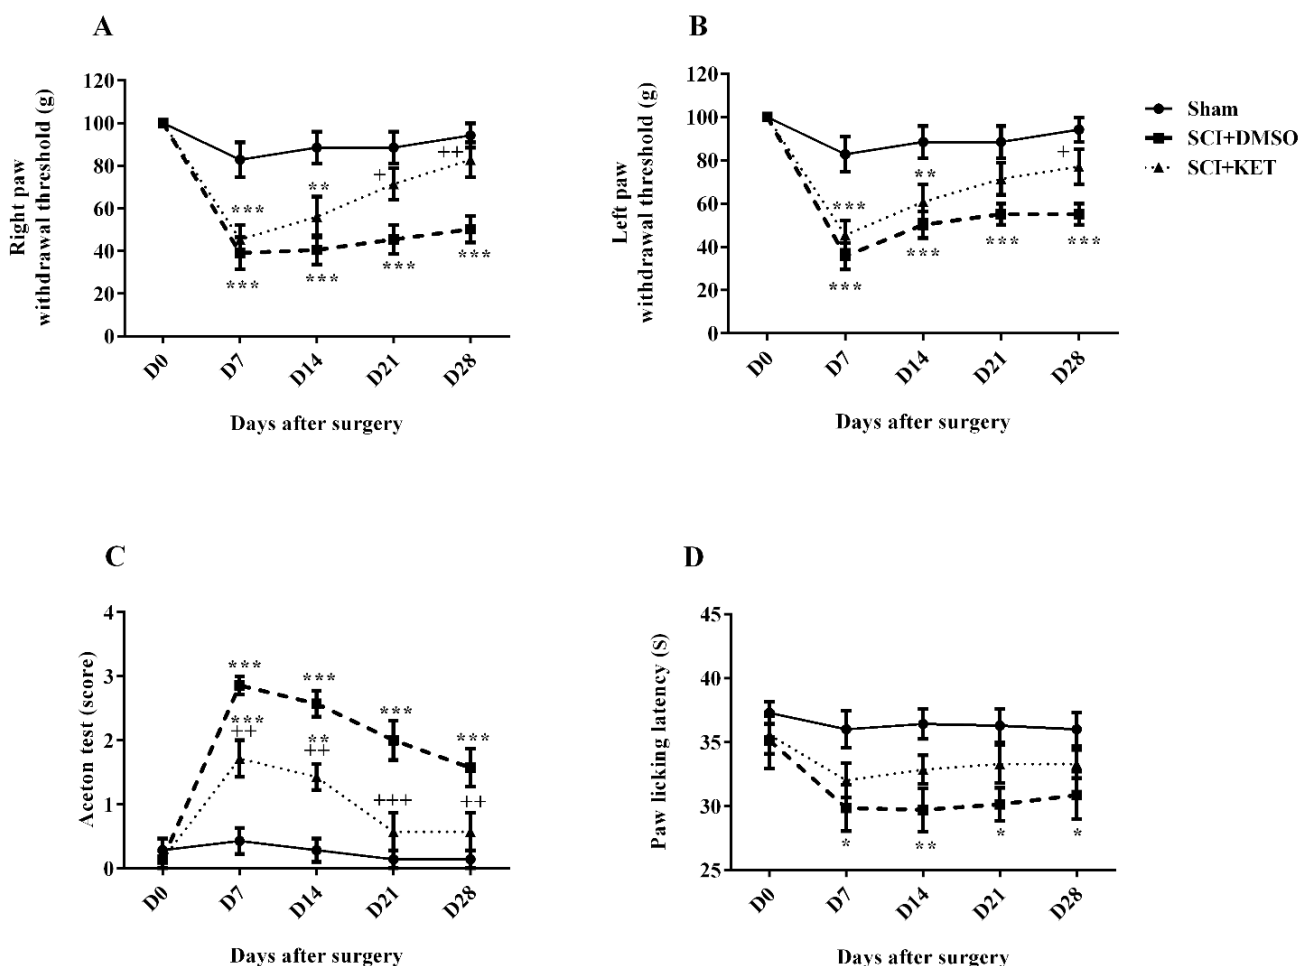 A
Right paw
withdrawal threshold (g)
120
100
80
60
40
20
0
***
**
+
++
***
***
***
***
D0
D7
D14
D21
D28
Days after surgery
B
Left paw
withdrawal threshold (g)
120
100
80
60
40
20
0
***
**
+
***
***
***
***
D0
D7
D14
D21
D28
Days after surgery
Sham
SCI+DMSO
SCI+KET
C
Aceton test (score)
4
3
2
1
0
***
***
***
***
***
++
**
++
+++
++
D0
D7
D14
D21
D28
Days after surgery
D
Paw licking latency (S)
45
40
35
30
25
*
**
*
*
D0
D7
D14
D21
D28
Days after surgery